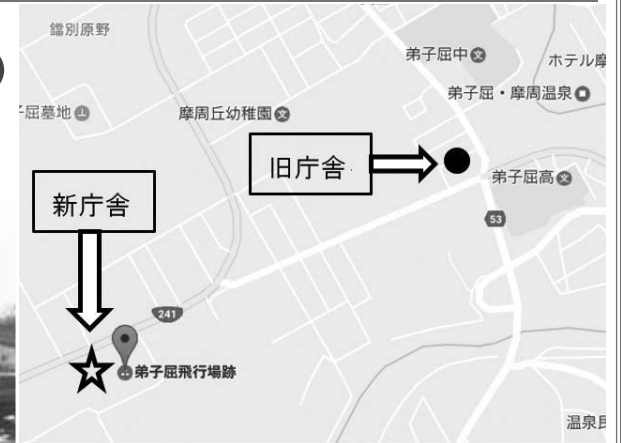 鐺別原野
弟子屈中
ホテル摩
弟子屈・摩周温泉
子屈墓地
摩周丘幼稚園
旧庁舎
弟子屈高
新庁舎
53
241
弟子屈飛行場跡
温泉民